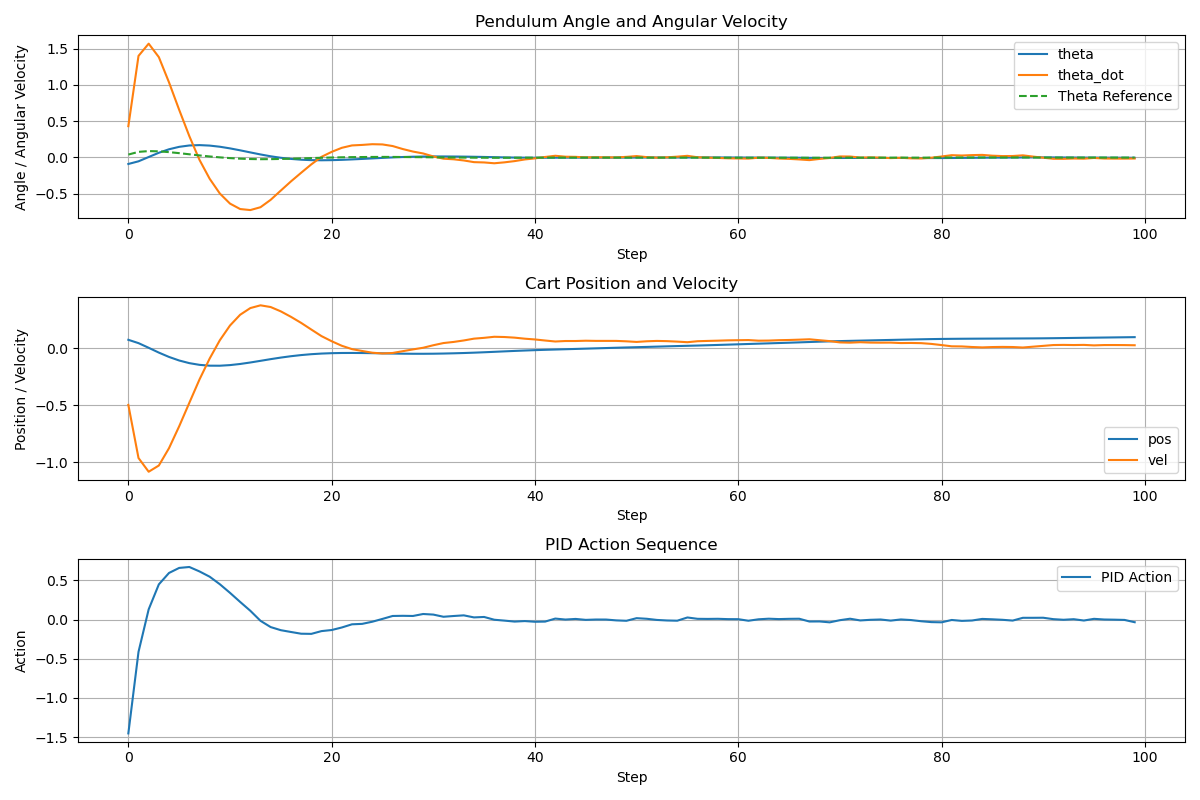 Pendulum Angle and Angular Velocity
Angle / Angular Velocity
1.5
1.0
0.5
0.0
−0.5
theta
theta_dot
Theta Reference
0 20 40 60 80 100
Step
Cart Position and Velocity
Position / Velocity
0.0
−0.5
−1.0
pos
vel
0 20 40 60 80 100
Step
PID Action Sequence
Action
0.5
0.0
−0.5
−1.0
−1.5
PID Action
0 20 40 60 80 100
Step